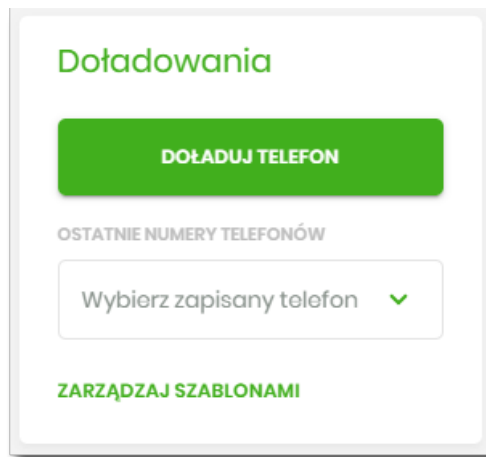 Doładowania
DOŁADUJ TELEFON
OSTATNIE NUMERY TELEFONÓW
Wybierz zapisany telefon
ZARZĄDZAJ SZABLONAMI